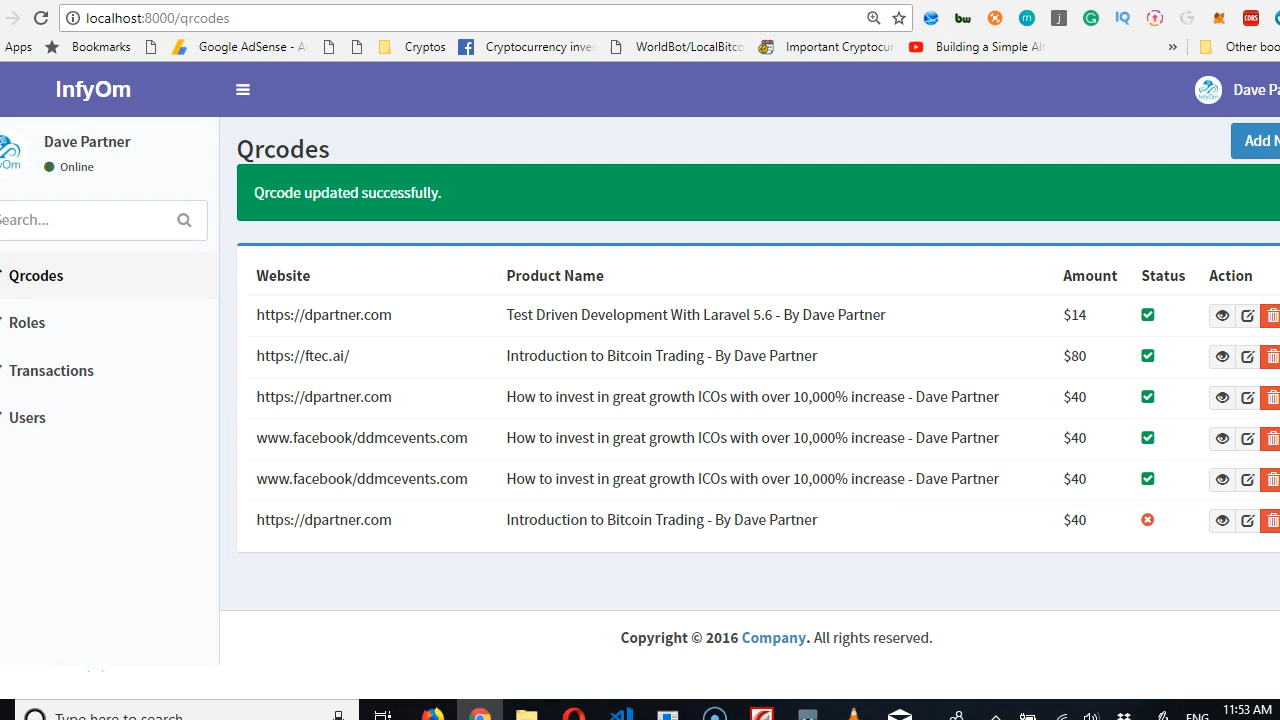 localhost:8000/qrcodes
bw
m
j
IQ
CORS
Apps Bookmarks Google AdSense - A Cryptos Cryptocurrency inve WorldBot/LocalBitco Important Cryptocur Building a Simple Al » Other boo
InfyOm Dave Pa
Dave Partner
Online
Search...
Qrcodes
Roles
Transactions
Users
Qrcodes Add N
Qrcode updated successfully.
Website Product Name Amount Status Action
https://dpartner.com Test Driven Development With Laravel 5.6 - By Dave Partner $14
https://ftec.ai/ Introduction to Bitcoin Trading - By Dave Partner $80
https://dpartner.com How to invest in great growth ICOs with over 10,000% increase - Dave Partner $40
www.facebook/ddmcevents.com How to invest in great growth ICOs with over 10,000% increase - Dave Partner $40
www.facebook/ddmcevents.com How to invest in great growth ICOs with over 10,000% increase - Dave Partner $40
https://dpartner.com Introduction to Bitcoin Trading - By Dave Partner $40
Copyright © 2016 Company. All rights reserved.
Type here to search
ENG
11:53 AM